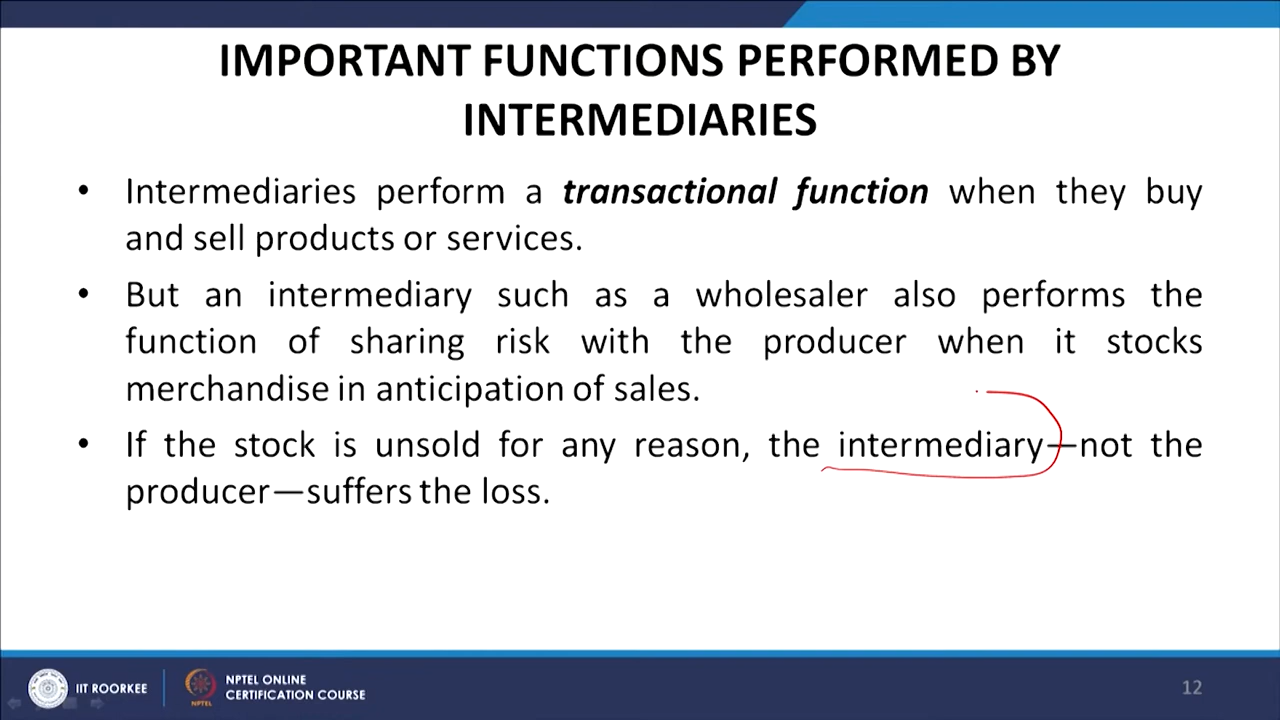 IMPORTANT FUNCTIONS PERFORMED BY
INTERMEDIARIES
• Intermediaries perform a transactional function when they buy
and sell products or services.
• But an intermediary such as a wholesaler also performs the
function of sharing risk with the producer when it stocks
merchandise in anticipation of sales.
• If the stock is unsold for any reason, the intermediary—not the
producer—suffers the loss.
IIT ROORKEE
NPTEL
NPTEL ONLINE
CERTIFICATION COURSE
12